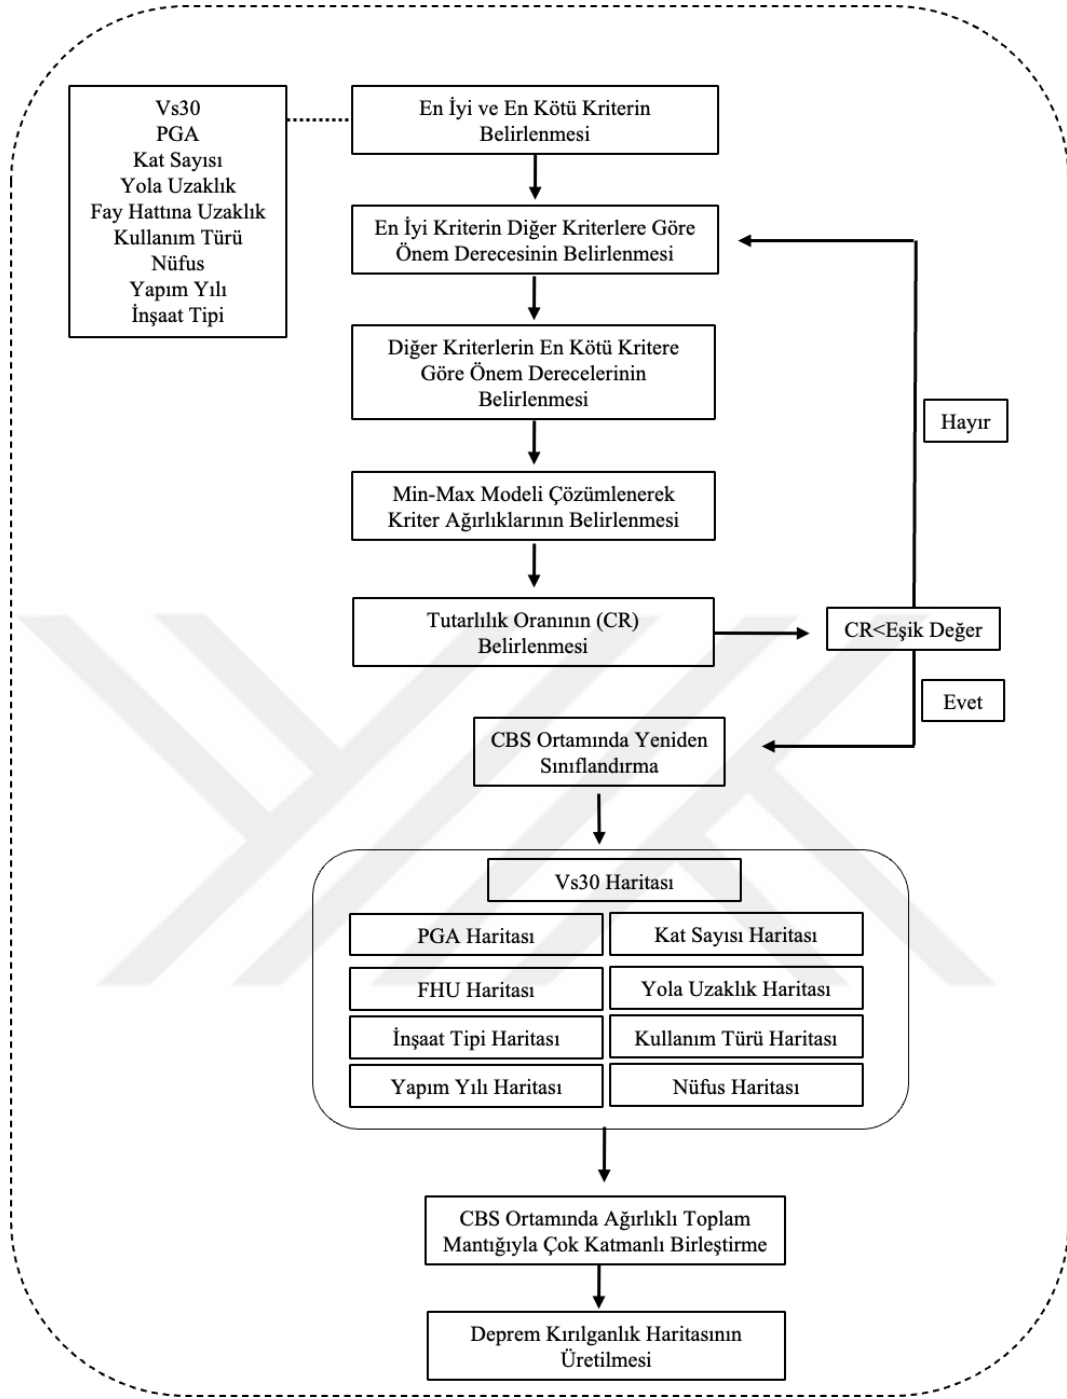 Vs30
PGA
Kat Sayısı
Yola Uzaklık
Fay Hattına Uzaklık
Kullanım Türü
Nüfus
Yapım Yılı
İnşaat Tipi
En İyi ve En Kötü Kriterin
Belirlenmesi
En İyi Kriterin Diğer Kriterlere Göre
Önem Derecesinin Belirlenmesi
Diğer Kriterlerin En Kötü Kritere
Göre Önem Derecelerinin
Belirlenmesi
Hayır
Min-Max Modeli Çözümlenerek
Kriter Ağırlıklarının Belirlenmesi
Tutarlılık Oranının (CR)
Belirlenmesi
CR<Eşik Değer
Evet
CBS Ortamında Yeniden
Sınıflandırma
Vs30 Haritası
PGA Haritası
Kat Sayısı Haritası
FHU Haritası
Yola Uzaklık Haritası
İnşaat Tipi Haritası
Kullanım Türü Haritası
Yapım Yılı Haritası
Nüfus Haritası
CBS Ortamında Ağırlıklı Toplam
Mantığıyla Çok Katmanlı Birleştirme
Deprem Kırılganlık Haritasının
Üretilmesi